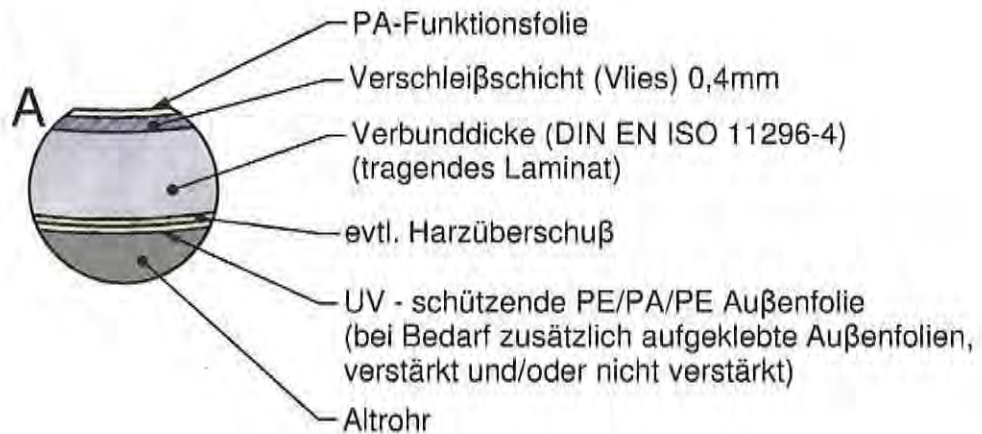 PA-Funktionsfolie
A
Verschleißschicht (Vlies) 0,4mm
Verbunddicke (DIN EN ISO 11296-4)
(tragendes Laminat)
evtl. Harzüberschuß
UV - schützende PE/PA/PE Außenfolie
(bei Bedarf zusätzlich aufgeklebte Außenfolien,
verstärkt und/oder nicht verstärkt)
Altrohr